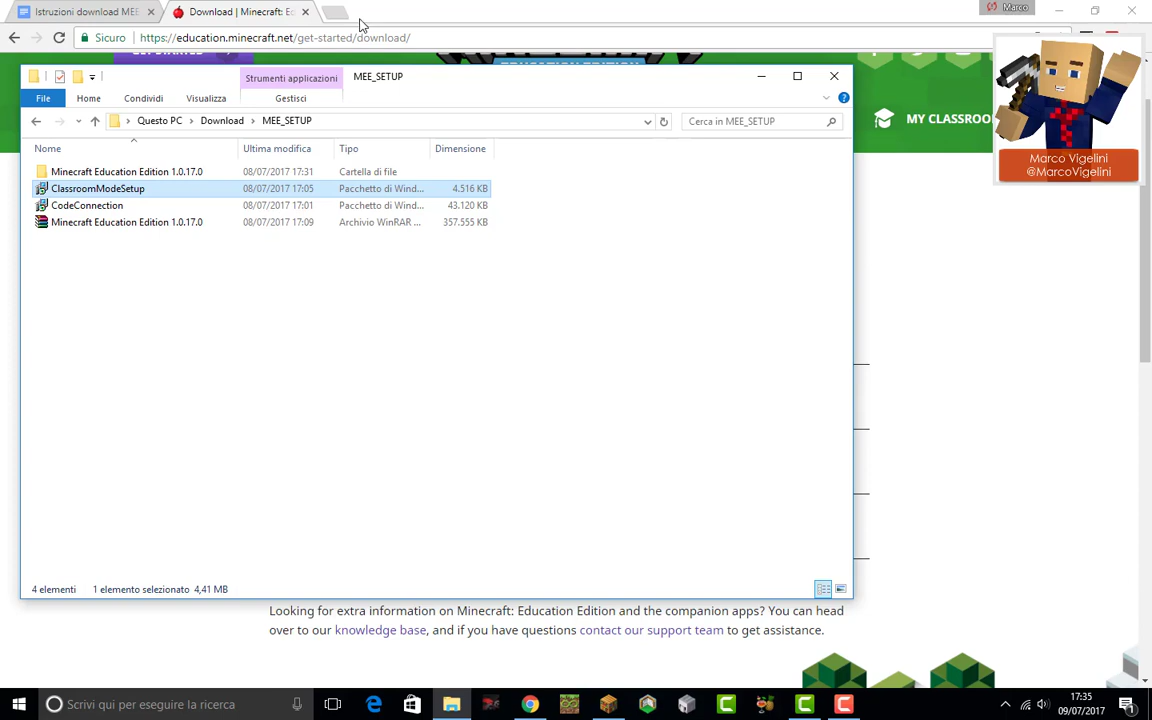 Istruzioni download MEE
Download | Minecraft: Ec
Marco
Sicuro
https://education.minecraft.net/get-started/download/
Strumenti applicazioni
MEE_SETUP
File
Home
Condividi
Visualizza
Gestisci
Questo PC
Download
MEE_SETUP
Cerca in MEE_SETUP
MY CLASSROO
Marco Vigelini
@MarcoVigelini
Nome
Ultima modifica
Tipo
Dimensione
Minecraft Education Edition 1.0.17.0
08/07/2017 17:31
Cartella di file
ClassroomModeSetup
08/07/2017 17:05
Pacchetto di Wind...
4.516 KB
CodeConnection
08/07/2017 17:01
Pacchetto di Wind...
43.120 KB
Minecraft Education Edition 1.0.17.0
08/07/2017 17:09
Archivio WinRAR ...
357.555 KB
4 elementi
1 elemento selezionato 4,41 MB
Looking for extra information on Minecraft: Education Edition and the companion apps? You can head
over to our knowledge base, and if you have questions contact our support team to get assistance.
Scrivi qui per eseguire la ricerca
17:35
09/07/2017
1